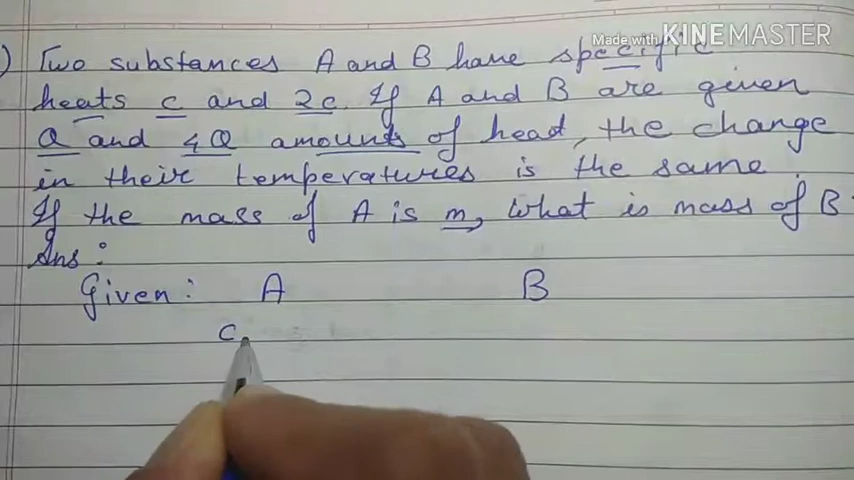 Made with KINEMASTER
) Two substances A and B have specific
heats c and 2c. If A and B are given
Q and 4Q amounts of head, the change
in their temperatures is the same
If the mass of A is m, what is mass of B.
Ans:
Given: A B
c